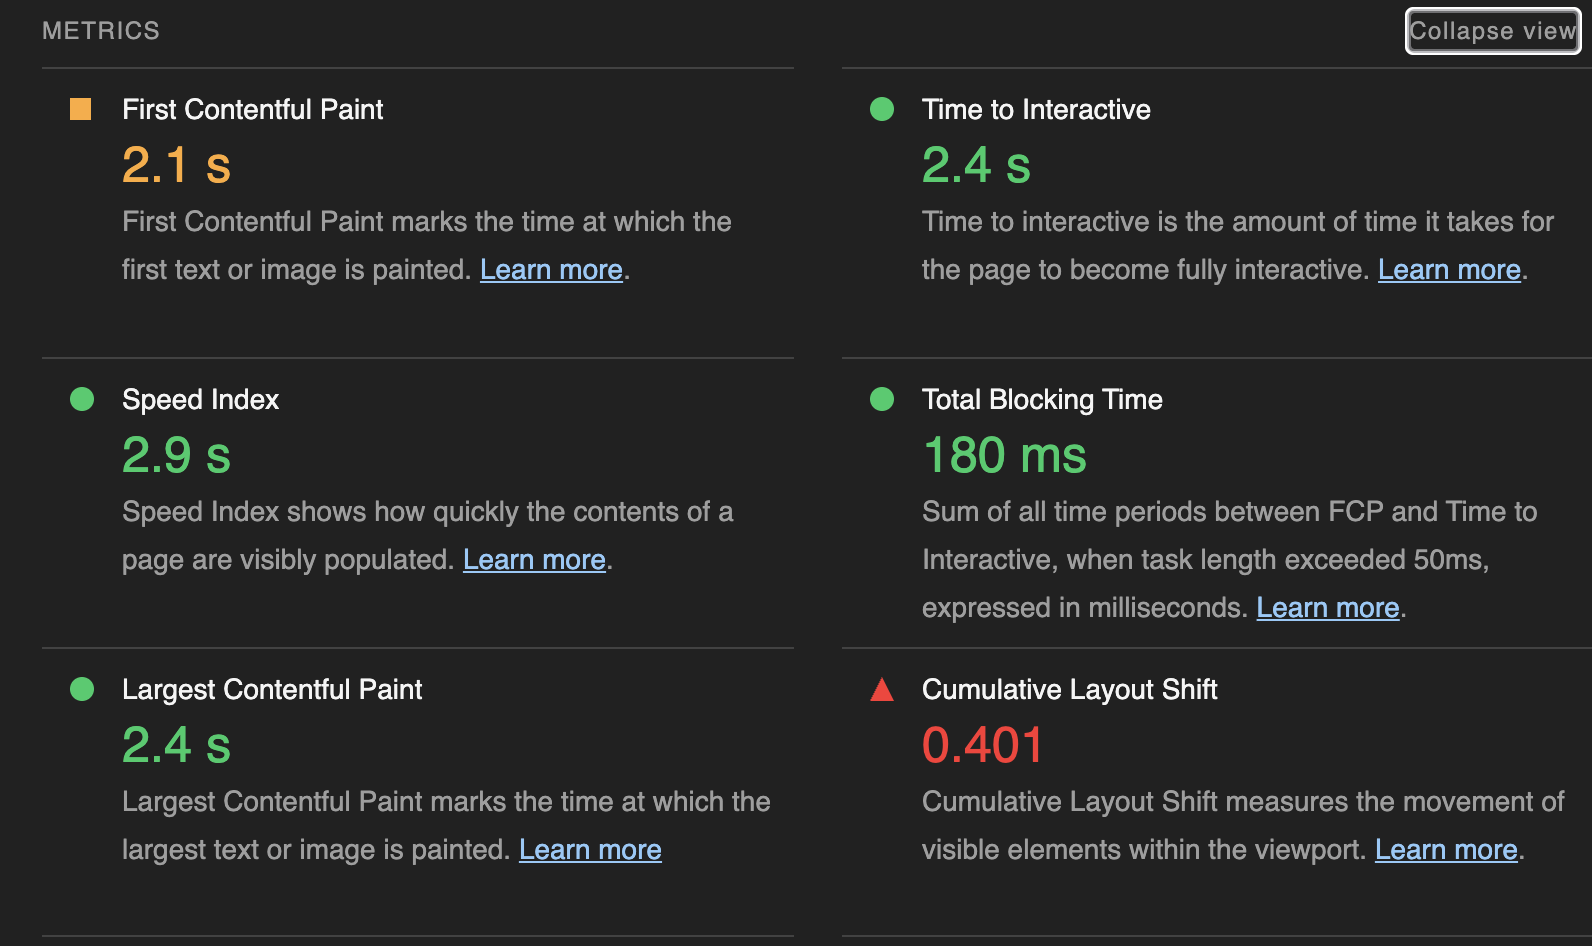 METRICS
Collapse view
First Contentful Paint
2.1 s
First Contentful Paint marks the time at which the
first text or image is painted. Learn more.
Time to Interactive
2.4 s
Time to interactive is the amount of time it takes for
the page to become fully interactive. Learn more.
Speed Index
2.9 s
Speed Index shows how quickly the contents of a
page are visibly populated. Learn more.
Total Blocking Time
180 ms
Sum of all time periods between FCP and Time to
Interactive, when task length exceeded 50ms,
expressed in milliseconds. Learn more.
Largest Contentful Paint
2.4 s
Largest Contentful Paint marks the time at which the
largest text or image is painted. Learn more
Cumulative Layout Shift
0.401
Cumulative Layout Shift measures the movement of
visible elements within the viewport. Learn more.